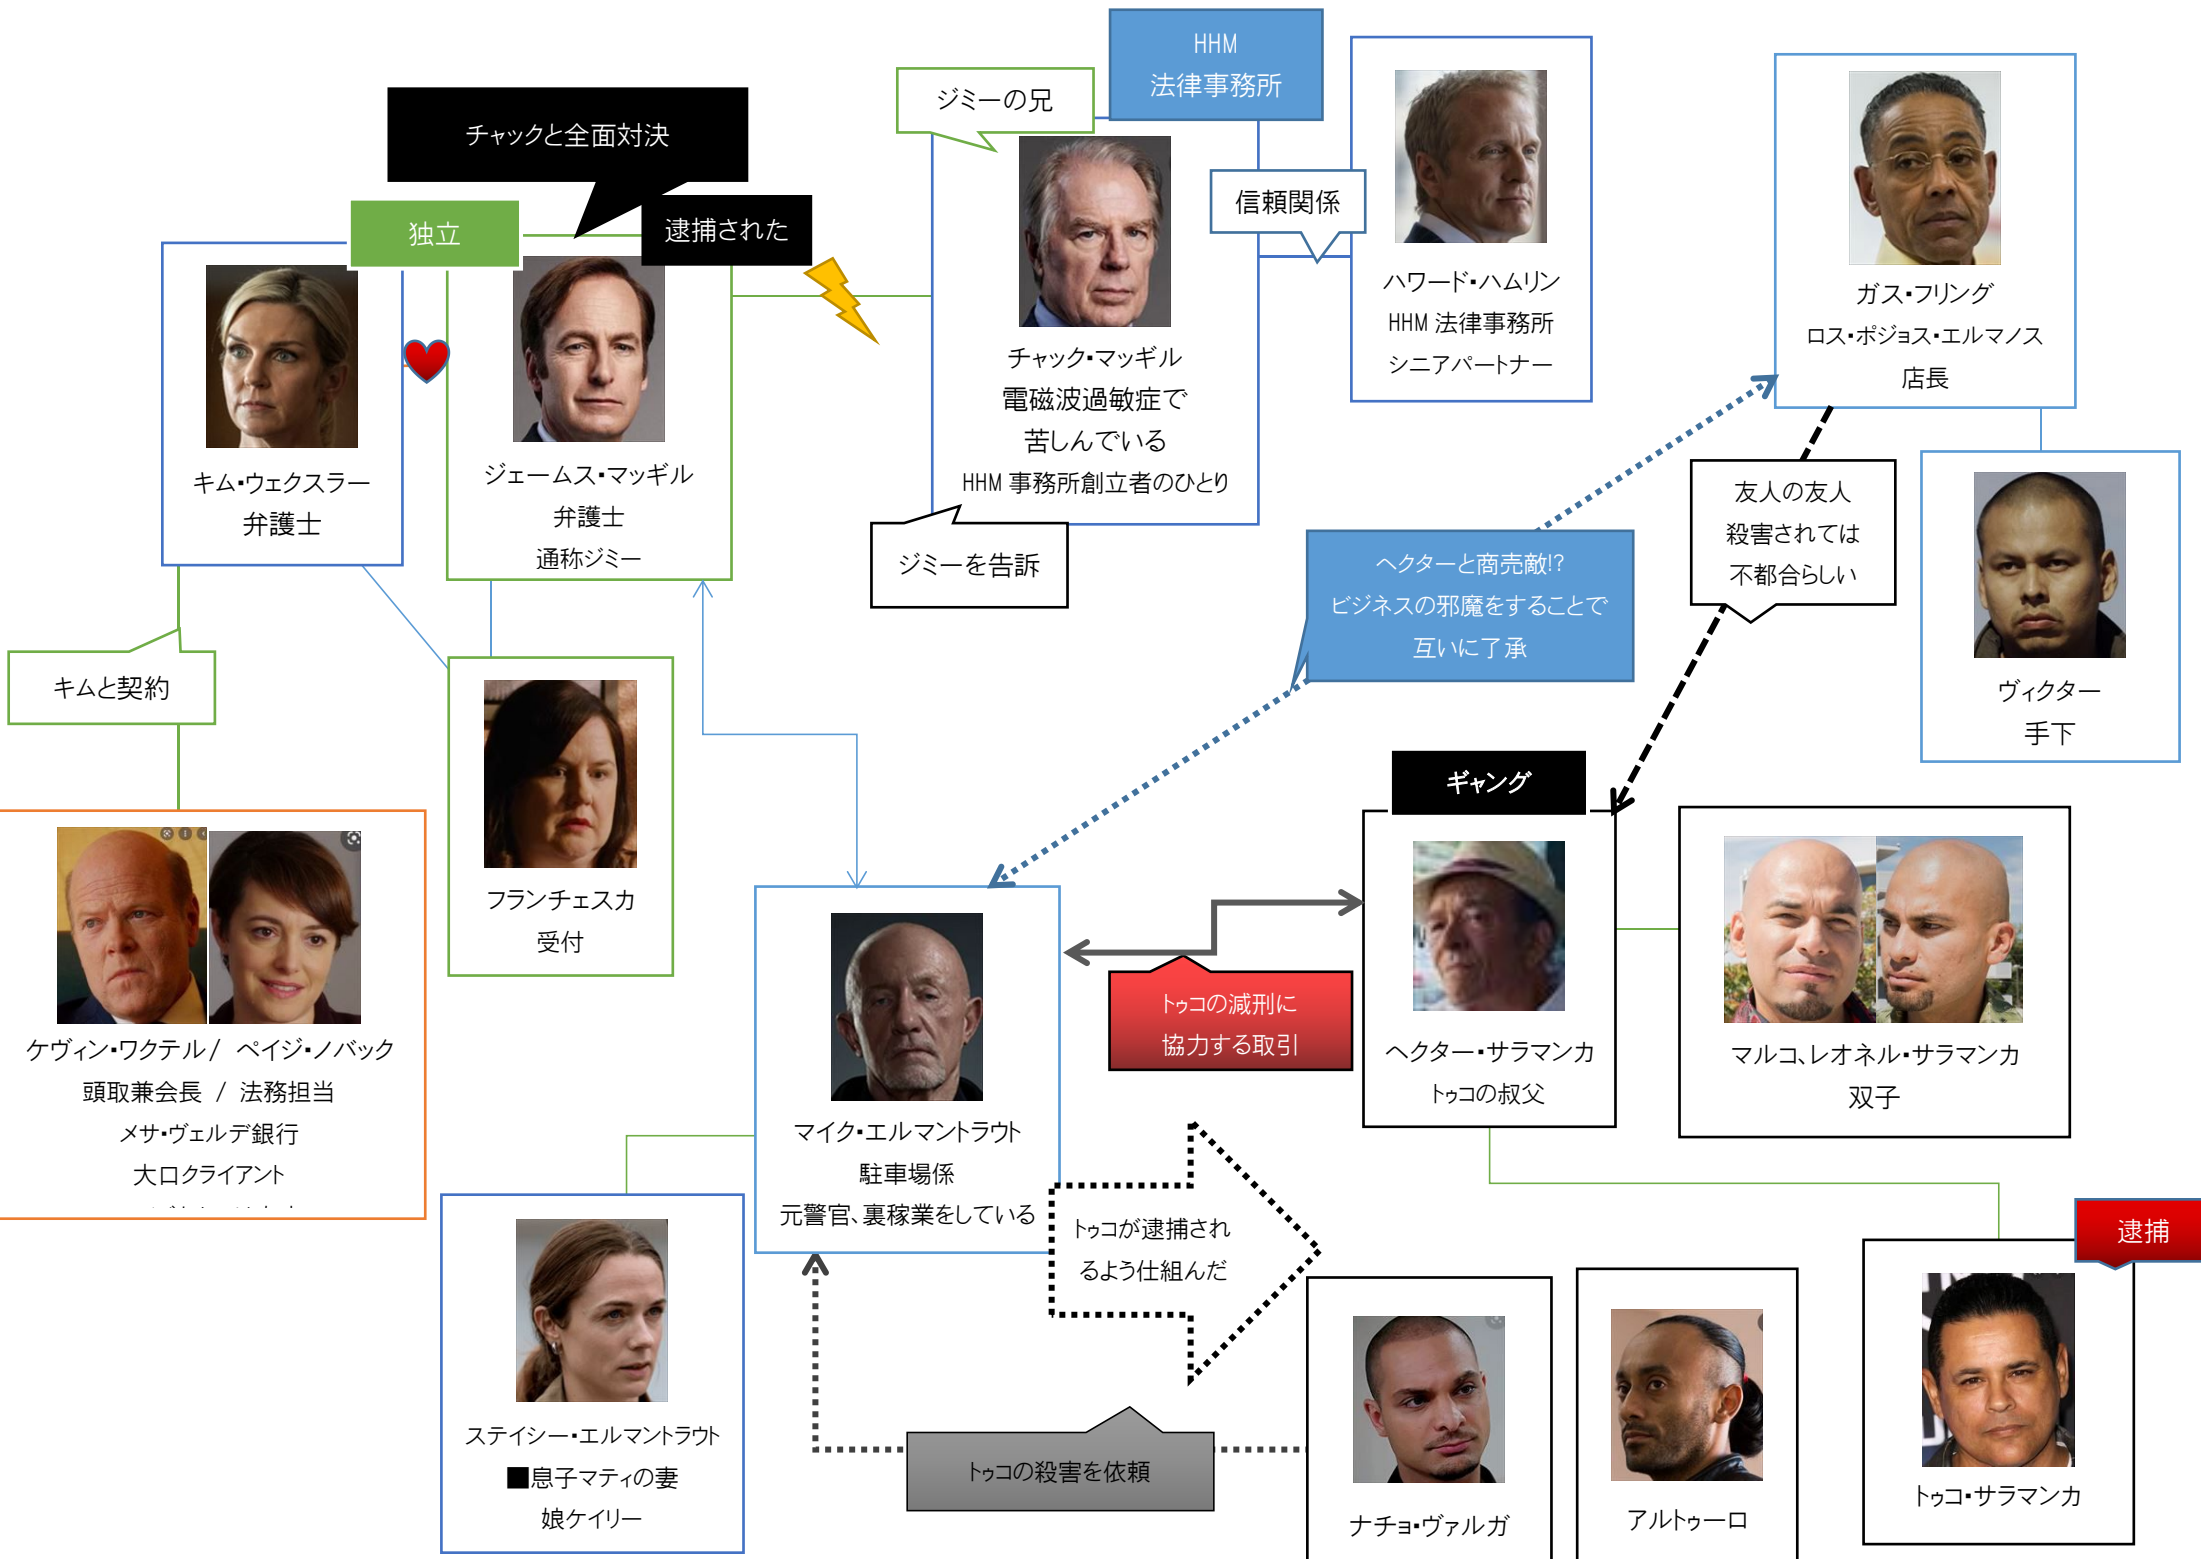 HHM
法律事務所
ジミーの兄
チャックと全面対決
信頼関係
独立
逮捕された
ハワード・ハムリン
HHM 法律事務所
シニアパートナー
ガス・フリング
ロス・ポジョス・エルマノス
店長
チャック・マッギル
電磁波過敏症で
苦しんでいる
HHM 事務所創立者のひとり
キム・ウェクスラー
弁護士
ジェームス・マッギル
弁護士
通称ジミー
ジミーを告訴
ヘクターと商売敵!?
ビジネスの邪魔をすることで
互いに了承
友人の友人
殺害されては
不都合らしい
ヴィクター
手下
キムと契約
ギャング
フランチェスカ
受付
ケヴィン・ワクテル/ ペイジ・ノバック
頭取兼会長 / 法務担当
メサ・ヴェルデ銀行
大口クライアント
トゥコの減刑に
協力する取引
ヘクター・サラマンカ
トゥコの叔父
マルコ、レオネル・サラマンカ
双子
マイク・エルマントラウト
駐車場係
元警官、裏稼業をしている
トゥコが逮捕され
るよう仕組んだ
逮捕
ステイシー・エルマントラウト
■息子マティの妻
娘ケイリー
トゥコの殺害を依頼
ナチョ・ヴァルガ
アルトゥーロ
トゥコ・サラマンカ